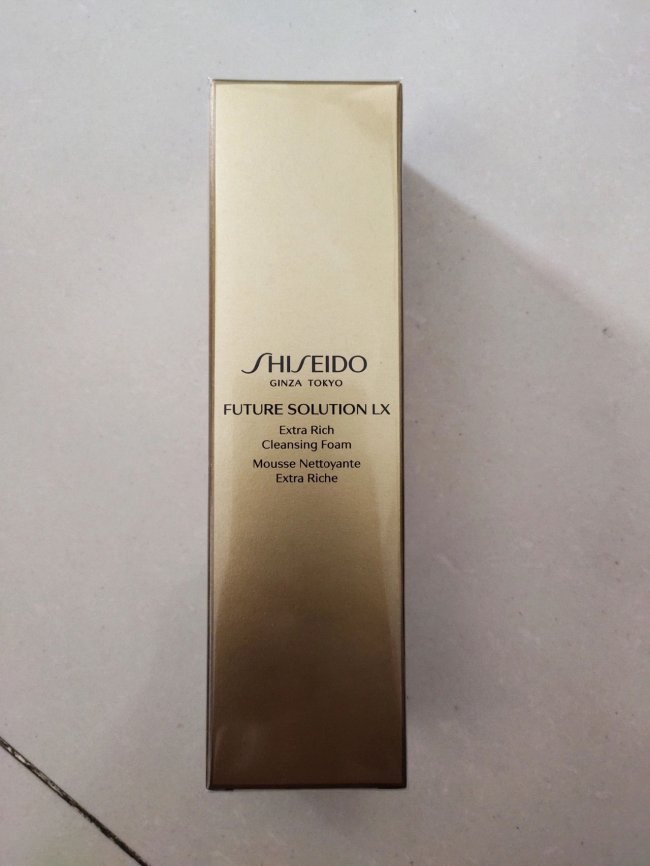 SHISEIDO
GINZA TOKYO
FUTURE SOLUTION LX
Extra Rich
Cleansing Foam
Mousse Nettoyante
Extra Riche